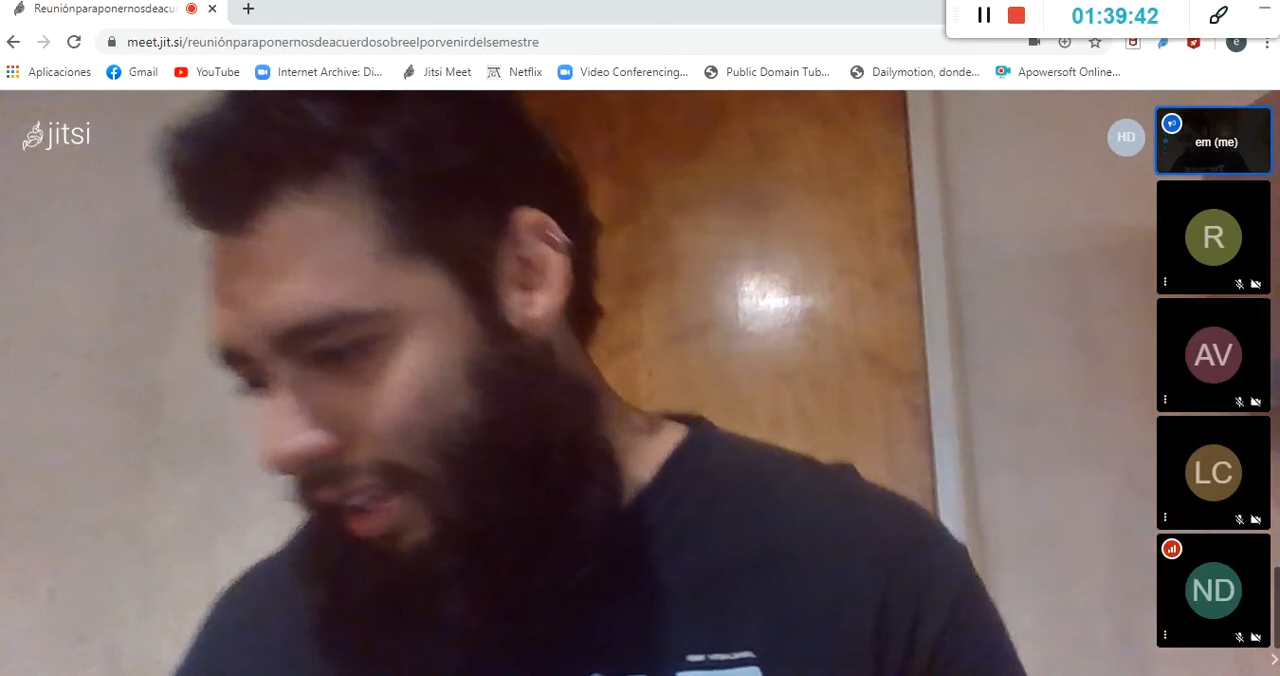 Reuniónparaponernosdeacu
01:39:42
meet.jit.si/reuniónparaponernosdeacuerdosobreelporvenirdelsemestre
e
Aplicaciones Gmail YouTube Internet Archive: Di... Jitsi Meet Netflix Video Conferencing... Public Domain Tub... Dailymotion, donde... Apowersoft Online...
jitsi
HD
em (me)
R
AV
LC
ND